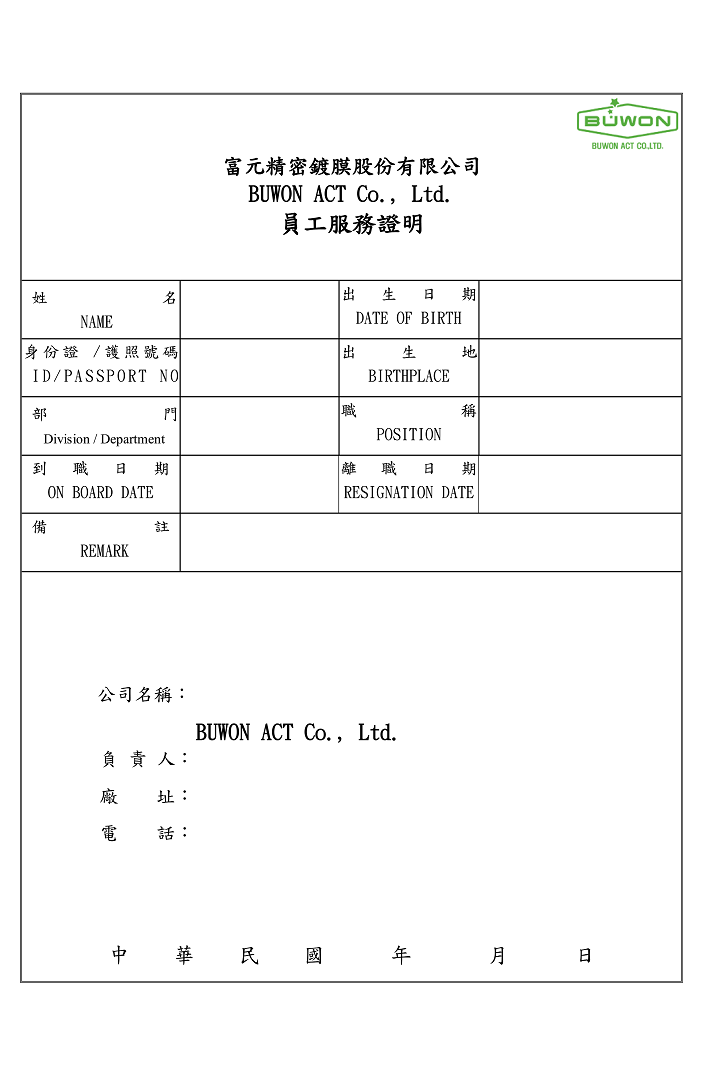 BUWON
BUWON ACT CO.,LTD.
富元精密鍍膜股份有限公司
BUWON ACT Co., Ltd.
員工服務證明
姓 名
NAME
出 生 日 期
DATE OF BIRTH
身份證 /護照號碼
ID/PASSPORT NO
出 生 地
BIRTHPLACE
部 門
Division / Department
職 稱
POSITION
到 職 日 期
ON BOARD DATE
離 職 日 期
RESIGNATION DATE
備 註
REMARK
公司名稱：
BUWON ACT Co., Ltd.
負 責 人：
廠 址：
電 話：
中 華 民 國 年 月 日